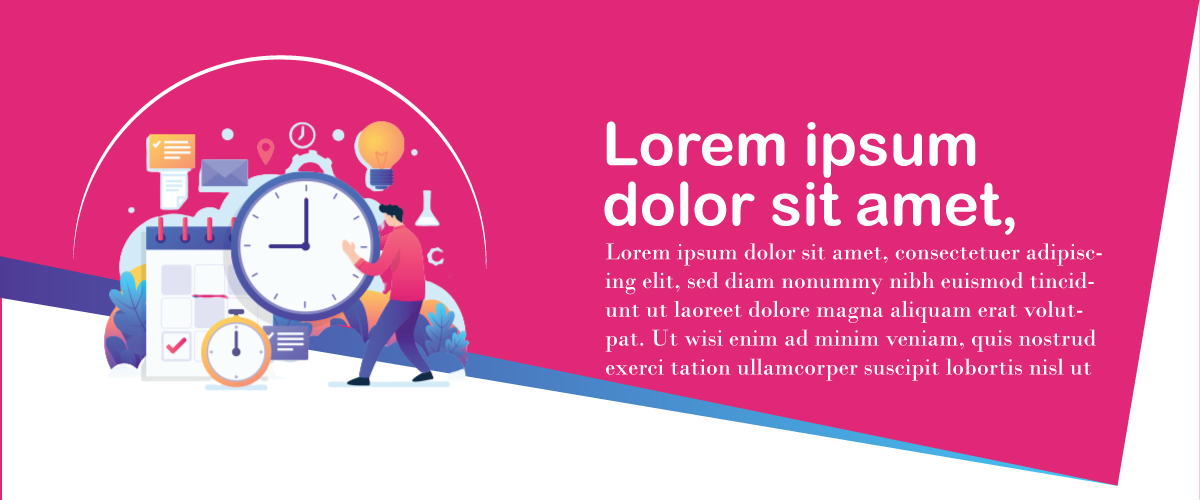 Lorem ipsum
dolor sit amet,
Lorem ipsum dolor sit amet, consectetuer adipisc-
ing elit, sed diam nonummy nibh euismod tincid-
unt ut laoreet dolore magna aliquam erat volut-
pat. Ut wisi enim ad minim veniam, quis nostrud
exerci tation ullamcorper suscipit lobortis nisl ut